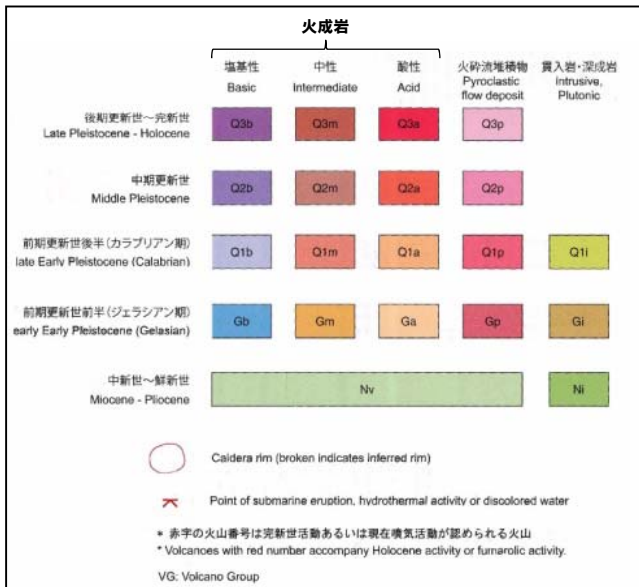 火成岩
塩基性 中性 酸性 火砕流堆積物 貫入岩・深成岩
Basic Intermediate Acid Pyroclastic flow deposit Intrusive, Plutonic
後期更新世～完新世
Late Pleistocene - Holocene
Q3b Q3m Q3a Q3p
中期更新世
Middle Pleistocene
Q2b Q2m Q2a Q2p
前期更新世後半(カラブリアン期)
late Early Pleistocene (Calabrian)
Q1b Q1m Q1a Q1p Q1i
前期更新世前半(ジェラシアン期)
early Early Pleistocene (Gelasian)
Gb Gm Ga Gp Gi
中新世～鮮新世
Miocene - Pliocene
Nv Ni
Caldera rim (broken indicates inferred rim)
Point of submarine eruption, hydrothermal activity or discolored water
* 赤字の火山番号は完新世活動あるいは現在噴気活動が認められる火山
* Volcanoes with red number accompany Holocene activity or fumarolic activity.
VG: Volcano Group